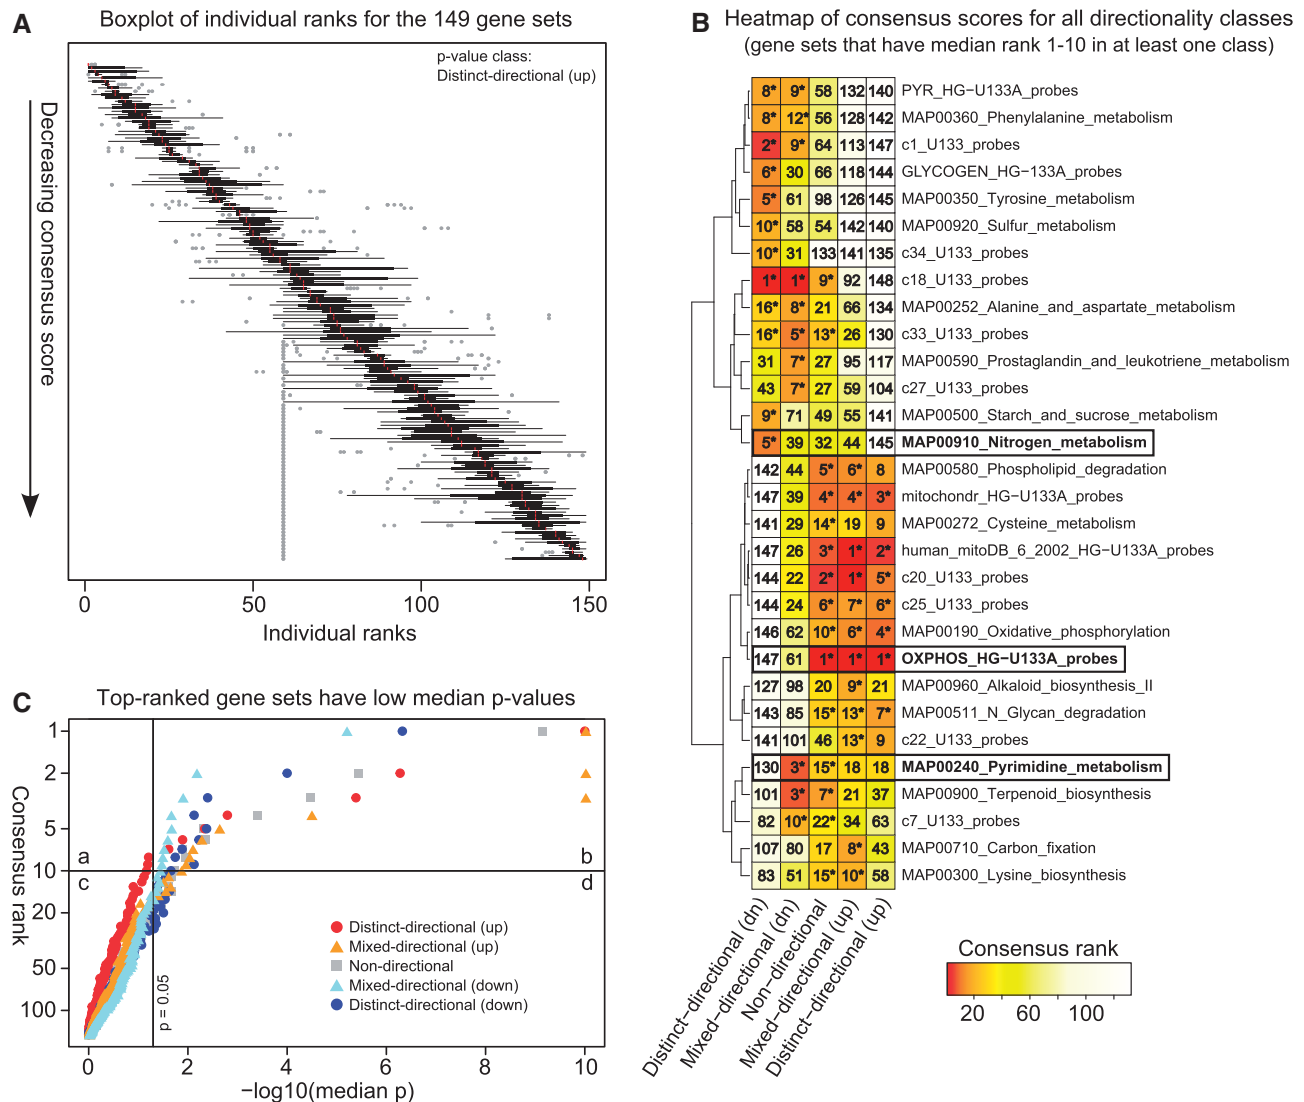 A
Boxplot of individual ranks for the 149 gene sets
p-value class:
Distinct-directional (up)
Decreasing consensus score
0 50 100 150
Individual ranks
B
Heatmap of consensus scores for all directionality classes
(gene sets that have median rank 1-10 in at least one class)
8* 9* 58 132 140 PYR_HG−U133A_probes
8* 12* 56 128 142 MAP00360_Phenylalanine_metabolism
2* 9* 64 113 147 c1_U133_probes
6* 30 66 118 144 GLYCOGEN_HG−133A_probes
5* 61 98 126 145 MAP00350_Tyrosine_metabolism
10* 58 54 142 140 MAP00920_Sulfur_metabolism
10* 31 133 141 135 c34_U133_probes
1* 1* 9* 92 148 c18_U133_probes
16* 8* 21 66 134 MAP00252_Alanine_and_aspartate_metabolism
16* 5* 13* 26 130 c33_U133_probes
31 7* 27 95 117 MAP00590_Prostaglandin_and_leukotriene_metabolism
43 7* 27 59 104 c27_U133_probes
9* 71 49 55 141 MAP00500_Starch_and_sucrose_metabolism
5* 39 32 44 145 MAP00910_Nitrogen_metabolism
142 44 5* 6* 8 MAP00580_Phospholipid_degradation
147 39 4* 4* 3* mitochondr_HG−U133A_probes
141 29 14* 19 9 MAP00272_Cysteine_metabolism
147 26 3* 1* 2* human_mitoDB_6_2002_HG−U133A_probes
144 22 2* 1* 5* c20_U133_probes
144 24 6* 7* 6* c25_U133_probes
146 62 10* 6* 4* MAP00190_Oxidative_phosphorylation
147 61 1* 1* 1* OXPHOS_HG−U133A_probes
127 98 20 9* 21 MAP00960_Alkaloid_biosynthesis_II
143 85 15* 13* 7* MAP00511_N_Glycan_degradation
141 101 46 13* 9 c22_U133_probes
130 3* 15* 18 18 MAP00240_Pyrimidine_metabolism
101 3* 7* 21 37 MAP00900_Terpenoid_biosynthesis
82 10* 22* 34 63 c7_U133_probes
107 80 17 8* 43 MAP00710_Carbon_fixation
83 51 15* 10* 58 MAP00300_Lysine_biosynthesis
Distinct−directional (dn)
Mixed−directional (dn)
Non−directional
Mixed−directional (up)
Distinct−directional (up)
Consensus rank
20 60 100
C
Top-ranked gene sets have low median p-values
Consensus rank
1
2
5
10
20
50
100
a b
c d
Distinct-directional (up)
Mixed-directional (up)
Non-directional
Mixed-directional (down)
Distinct-directional (down)
p = 0.05
0 2 4 6 8 10
−log10(median p)